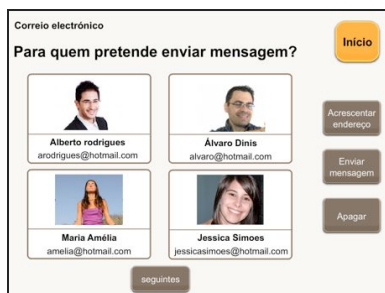 Correio electrónico
Para quem pretende enviar mensagem?
Início
Alberto rodrigues
arodrigues@hotmail.com
Álvaro Dinis
alvaro@hotmail.com
Acrescentar
endereço
Enviar
mensagem
Maria Amélia
amelia@hotmail.com
Jessica Simoes
jessicasimoes@hotmail.com
Apagar
seguintes